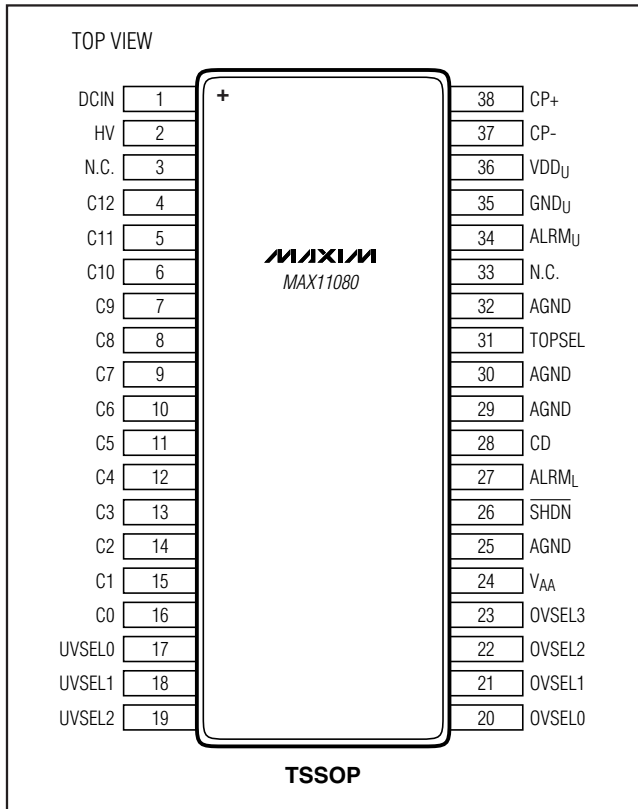 TOP VIEW
+
DCIN 1 38 CP+
HV 2 37 CP-
N.C. 3 36 VDDU
C12 4 35 GNDU
C11 5 34 ALRMU
C10 6 33 N.C.
C9 7 32 AGND
C8 8 31 TOPSEL
C7 9 30 AGND
C6 10 29 AGND
C5 11 28 CD
C4 12 27 ALRML
C3 13 26 SHDN
C2 14 25 AGND
C1 15 24 VAA
C0 16 23 OVSEL3
UVSEL0 17 22 OVSEL2
UVSEL1 18 21 OVSEL1
UVSEL2 19 20 OVSEL0
MAXIM
MAX11080
TSSOP